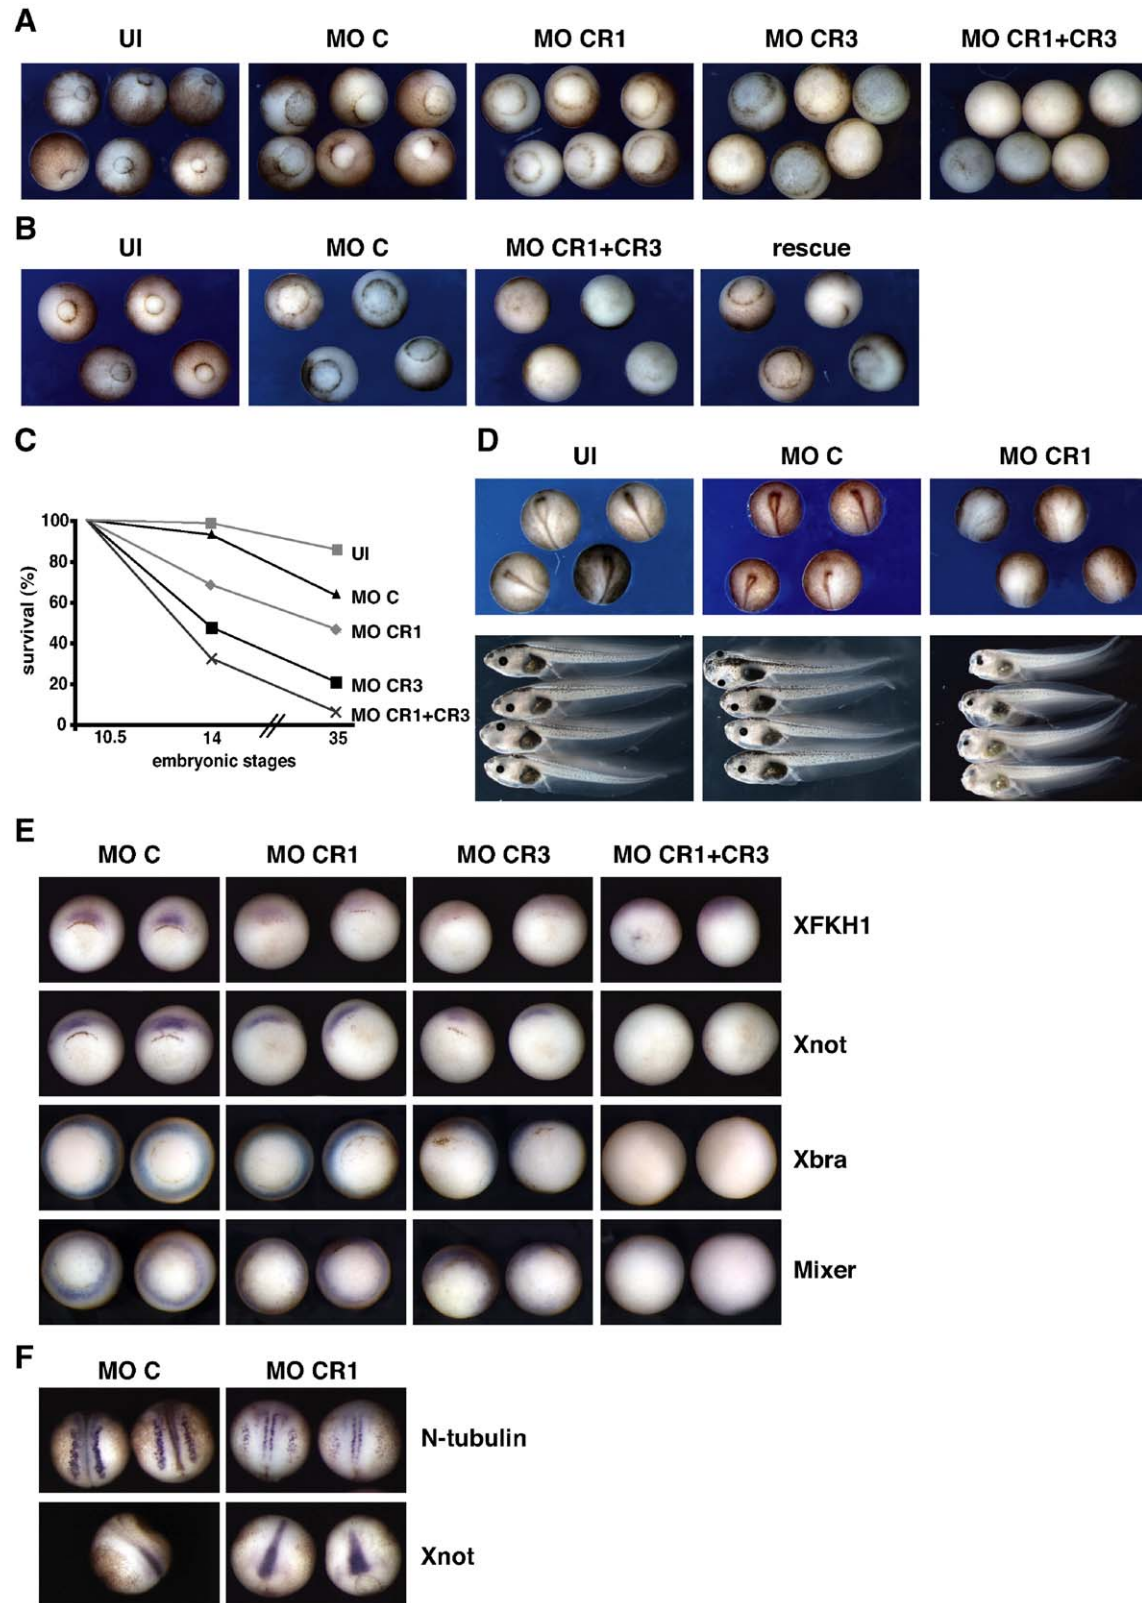 A
UI MO C MO CR1 MO CR3 MO CR1+CR3
B
UI MO C MO CR1+CR3 rescue
C
survival (%)
100
80
60
40
20
0
UI
MO C
MO CR1
MO CR3
MO CR1+CR3
10.5 14 35
embryonic stages
D
UI MO C MO CR1
E
MO C MO CR1 MO CR3 MO CR1+CR3
XFKH1
Xnot
Xbra
Mixer
F
MO C MO CR1
N-tubulin
Xnot